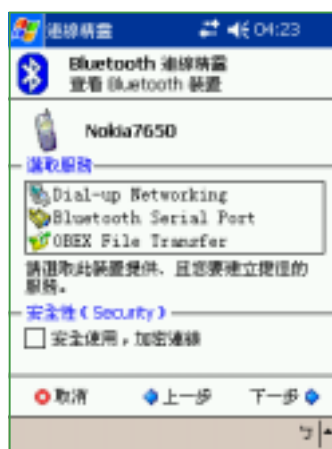 連線精靈 04:23
Bluetooth 連線精靈
查看 Bluetooth 裝置
Nokia7650
選取服務
Dial-up Networking
Bluetooth Serial Port
OBEX File Transfer
請選取此裝置提供、且您要建立捷徑的
服務。
安全性 ( Security )
安全使用，加密連線
取消 上一步 下一步
ㄅ